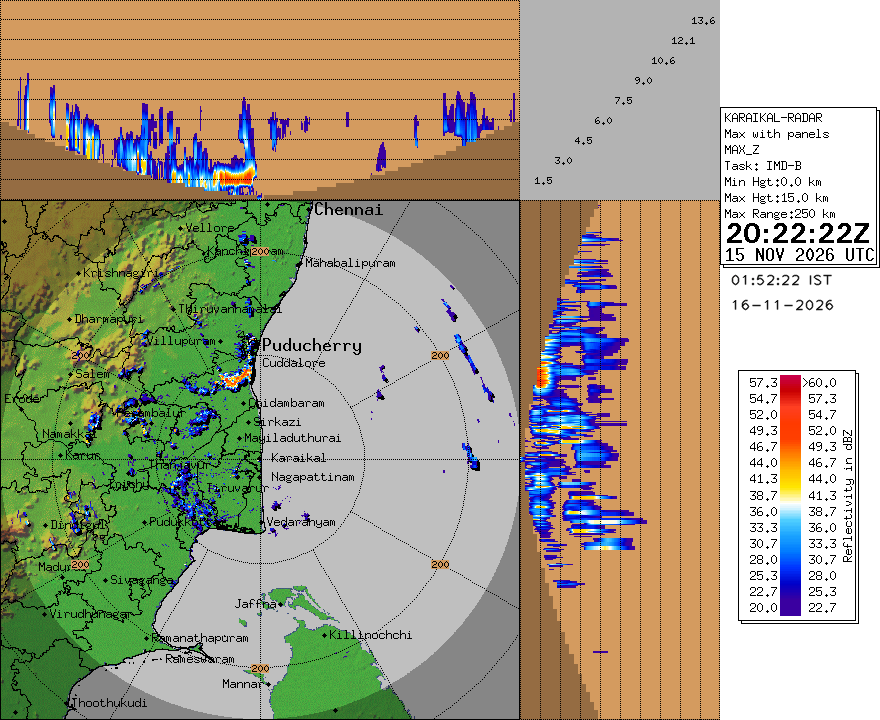 13.6
12.1
10.6
9.0
7.5
6.0
4.5
3.0
1.5
KARAIKAL-RADAR
Max with panels
MAX_Z
Task: IMD-B
Min Hgt:0.0 km
Max Hgt:15.0 km
Max Range:250 km
20:22:22Z
15 NOV 2026 UTC
01:52:22 IST
16-11-2026
Chennai
Vellore
200
Mahabalipuram
Krishnagiri
Thiruvannamalai
Dharmapuri
Villupuram
Puducherry
200
200
Cuddalore
Salem
Chidambaram
Sirkazi
Namakkal
Mayiladuthurai
Karur
Karaikal
Thanjavur
Nagapattinam
Tiruvarur
Vedaranyam
200
200
Sivaganga
Jaffna
Virudhunagar
Ramanathapuram
Killinochchi
Rameswaram
200
Mannar
Thoothukudi
57.3 >60.0
54.7 57.3
52.0 54.7
49.3 52.0
46.7 49.3
44.0 46.7
41.3 44.0
38.7 41.3
36.0 38.7
33.3 36.0
30.7 33.3
28.0 30.7
25.3 28.0
22.7 25.3
20.0 22.7
Reflectivity in dBZ